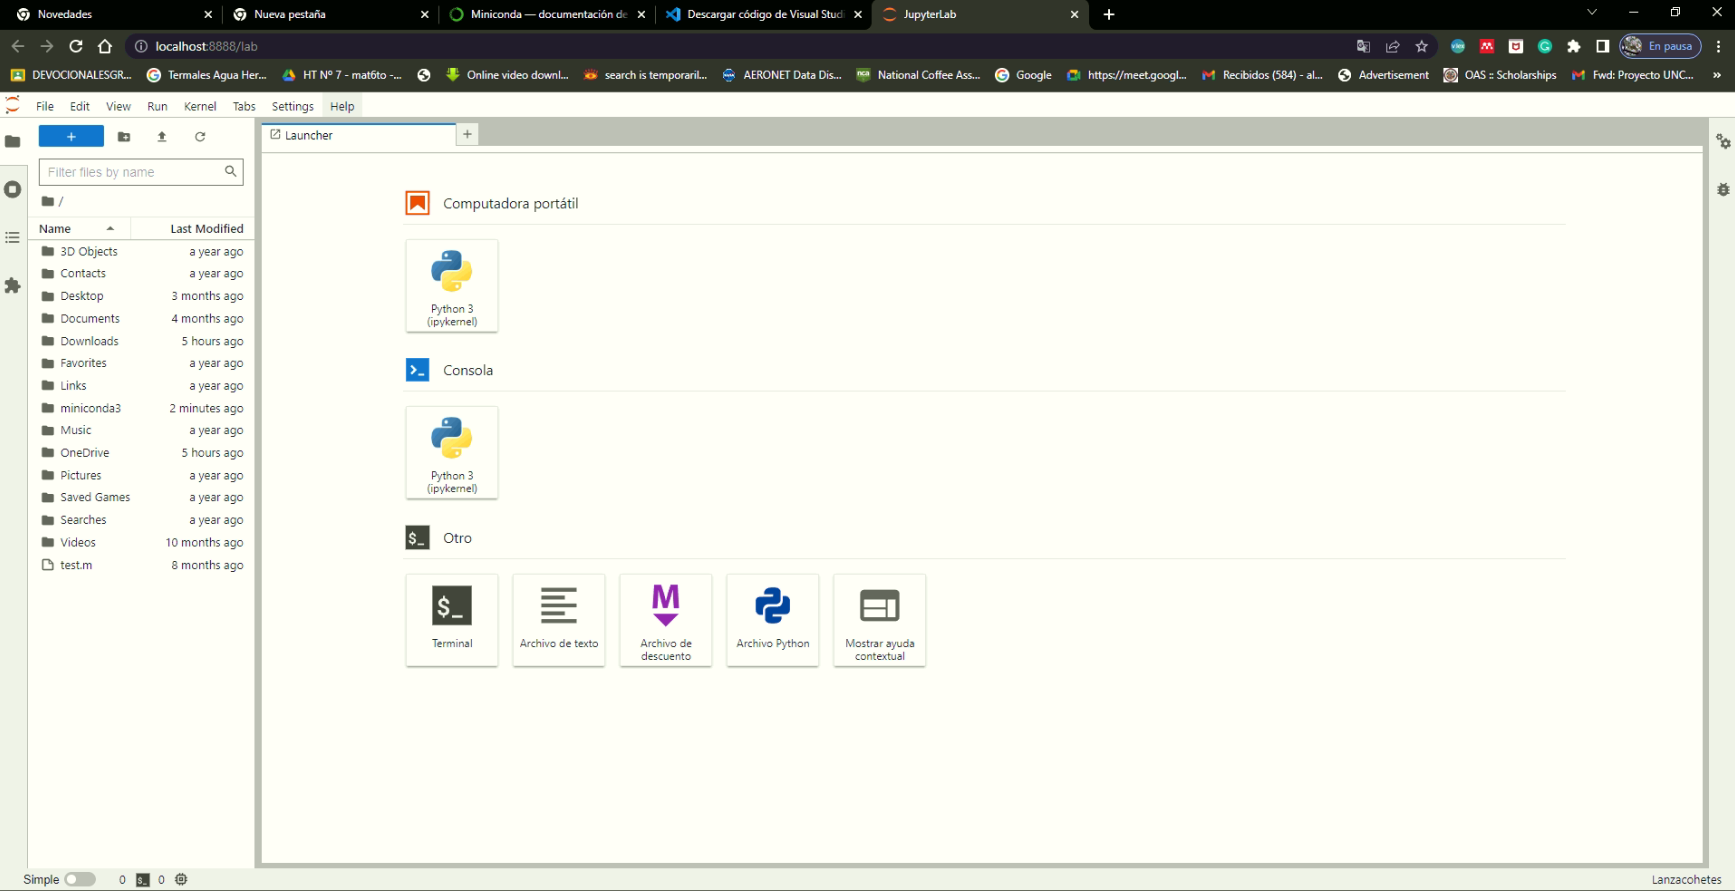 Novedades
Nueva pestaña
Miniconda — documentación de
Descargar código de Visual Studi
JupyterLab
localhost:8888/lab
En pausa
DEVOCIONALESGR...
Termales Agua Her...
HT Nº 7 - mat6to -...
Online video downl...
search is temporaril...
AERONET Data Dis...
National Coffee Ass...
Google
https://meet.googl...
Recibidos (584) - al...
Advertisement
OAS :: Scholarships
Fwd: Proyecto UNC...
»
File Edit View Run Kernel Tabs Settings Help
Launcher
Filter files by name
/
Name Last Modified
3D Objects a year ago
Contacts a year ago
Desktop 3 months ago
Documents 4 months ago
Downloads 5 hours ago
Favorites a year ago
Links a year ago
miniconda3 2 minutes ago
Music a year ago
OneDrive 5 hours ago
Pictures a year ago
Saved Games a year ago
Searches a year ago
Videos 10 months ago
test.m 8 months ago
Computadora portátil
Python 3
(ipykernel)
Consola
Python 3
(ipykernel)
$_ Otro
$_
Terminal
Archivo de texto
M
Archivo de
descuento
Archivo Python
Mostrar ayuda
contextual
Simple 0 $_ 0
Lanzacohetes